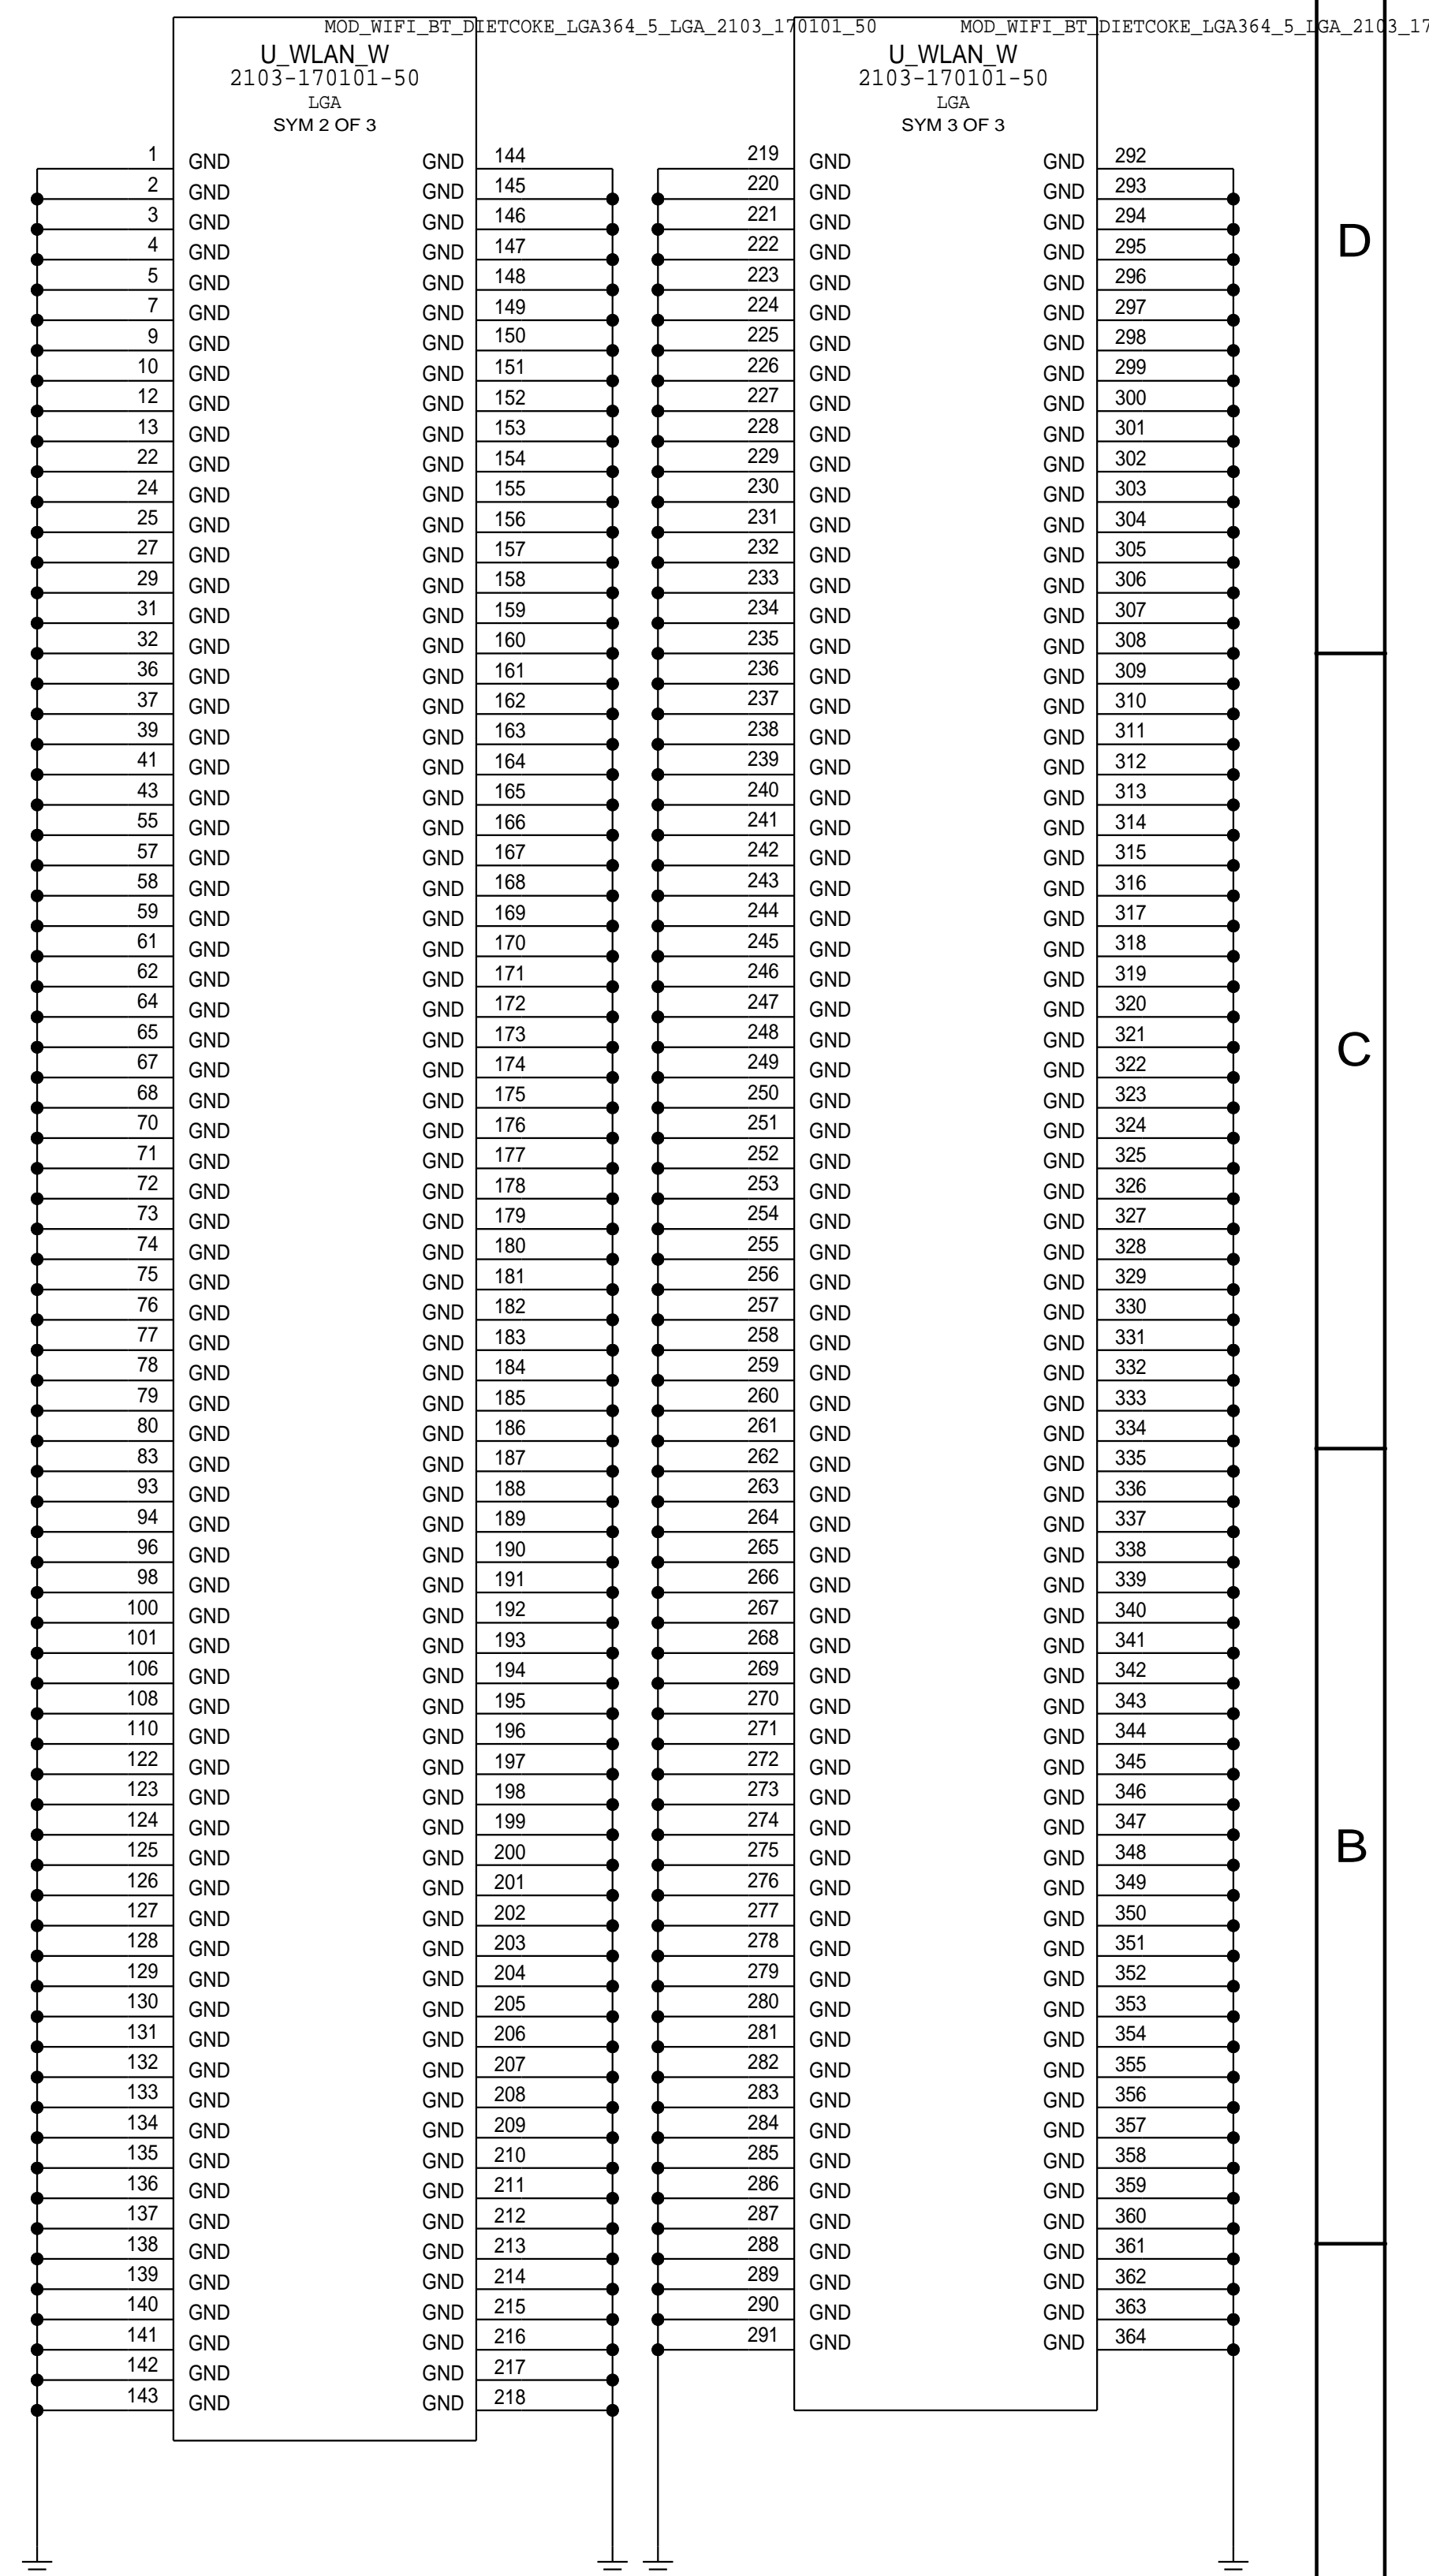 MOD_WIFI_BT_DIETCOKE_LGA364_5_LGA_2103_170101_50 MOD_WIFI_BT_DIETCOKE_LGA364_5_LGA_2103_17
U_WLAN_W U_WLAN_W
2103-170101-50 2103-170101-50
LGA LGA
SYM 2 OF 3 SYM 3 OF 3
1 GND GND 144 219 GND GND 292
2 GND GND 145 220 GND GND 293
3 GND GND 146 221 GND GND 294 D
4 GND GND 147 222 GND GND 295
5 GND GND 148 223 GND GND 296
7 GND GND 149 224 GND GND 297
9 GND GND 150 225 GND GND 298
10 GND GND 151 226 GND GND 299
12 GND GND 152 227 GND GND 300
13 GND GND 153 228 GND GND 301
22 GND GND 154 229 GND GND 302
24 GND GND 155 230 GND GND 303
25 GND GND 156 231 GND GND 304
27 GND GND 157 232 GND GND 305
29 GND GND 158 233 GND GND 306
31 GND GND 159 234 GND GND 307
32 GND GND 160 235 GND GND 308
36 GND GND 161 236 GND GND 309
37 GND GND 162 237 GND GND 310
39 GND GND 163 238 GND GND 311
41 GND GND 164 239 GND GND 312
43 GND GND 165 240 GND GND 313
55 GND GND 166 241 GND GND 314
57 GND GND 167 242 GND GND 315
58 GND GND 168 243 GND GND 316
59 GND GND 169 244 GND GND 317
61 GND GND 170 245 GND GND 318
62 GND GND 171 246 GND GND 319
64 GND GND 172 247 GND GND 320
65 GND GND 173 248 GND GND 321 C
67 GND GND 174 249 GND GND 322
68 GND GND 175 250 GND GND 323
70 GND GND 176 251 GND GND 324
71 GND GND 177 252 GND GND 325
72 GND GND 178 253 GND GND 326
73 GND GND 179 254 GND GND 327
74 GND GND 180 255 GND GND 328
75 GND GND 181 256 GND GND 329
76 GND GND 182 257 GND GND 330
77 GND GND 183 258 GND GND 331
78 GND GND 184 259 GND GND 332
79 GND GND 185 260 GND GND 333
80 GND GND 186 261 GND GND 334
83 GND GND 187 262 GND GND 335
93 GND GND 188 263 GND GND 336
94 GND GND 189 264 GND GND 337
96 GND GND 190 265 GND GND 338
98 GND GND 191 266 GND GND 339
100 GND GND 192 267 GND GND 340
101 GND GND 193 268 GND GND 341
106 GND GND 194 269 GND GND 342
108 GND GND 195 270 GND GND 343
110 GND GND 196 271 GND GND 344
122 GND GND 197 272 GND GND 345
123 GND GND 198 273 GND GND 346
124 GND GND 199 274 GND GND 347
125 GND GND 200 275 GND GND 348 B
126 GND GND 201 276 GND GND 349
127 GND GND 202 277 GND GND 350
128 GND GND 203 278 GND GND 351
129 GND GND 204 279 GND GND 352
130 GND GND 205 280 GND GND 353
131 GND GND 206 281 GND GND 354
132 GND GND 207 282 GND GND 355
133 GND GND 208 283 GND GND 356
134 GND GND 209 284 GND GND 357
135 GND GND 210 285 GND GND 358
136 GND GND 211 286 GND GND 359
137 GND GND 212 287 GND GND 360
138 GND GND 213 288 GND GND 361
139 GND GND 214 289 GND GND 362
140 GND GND 215 290 GND GND 363
141 GND GND 216 291 GND GND 364
142 GND GND 217
143 GND GND 218